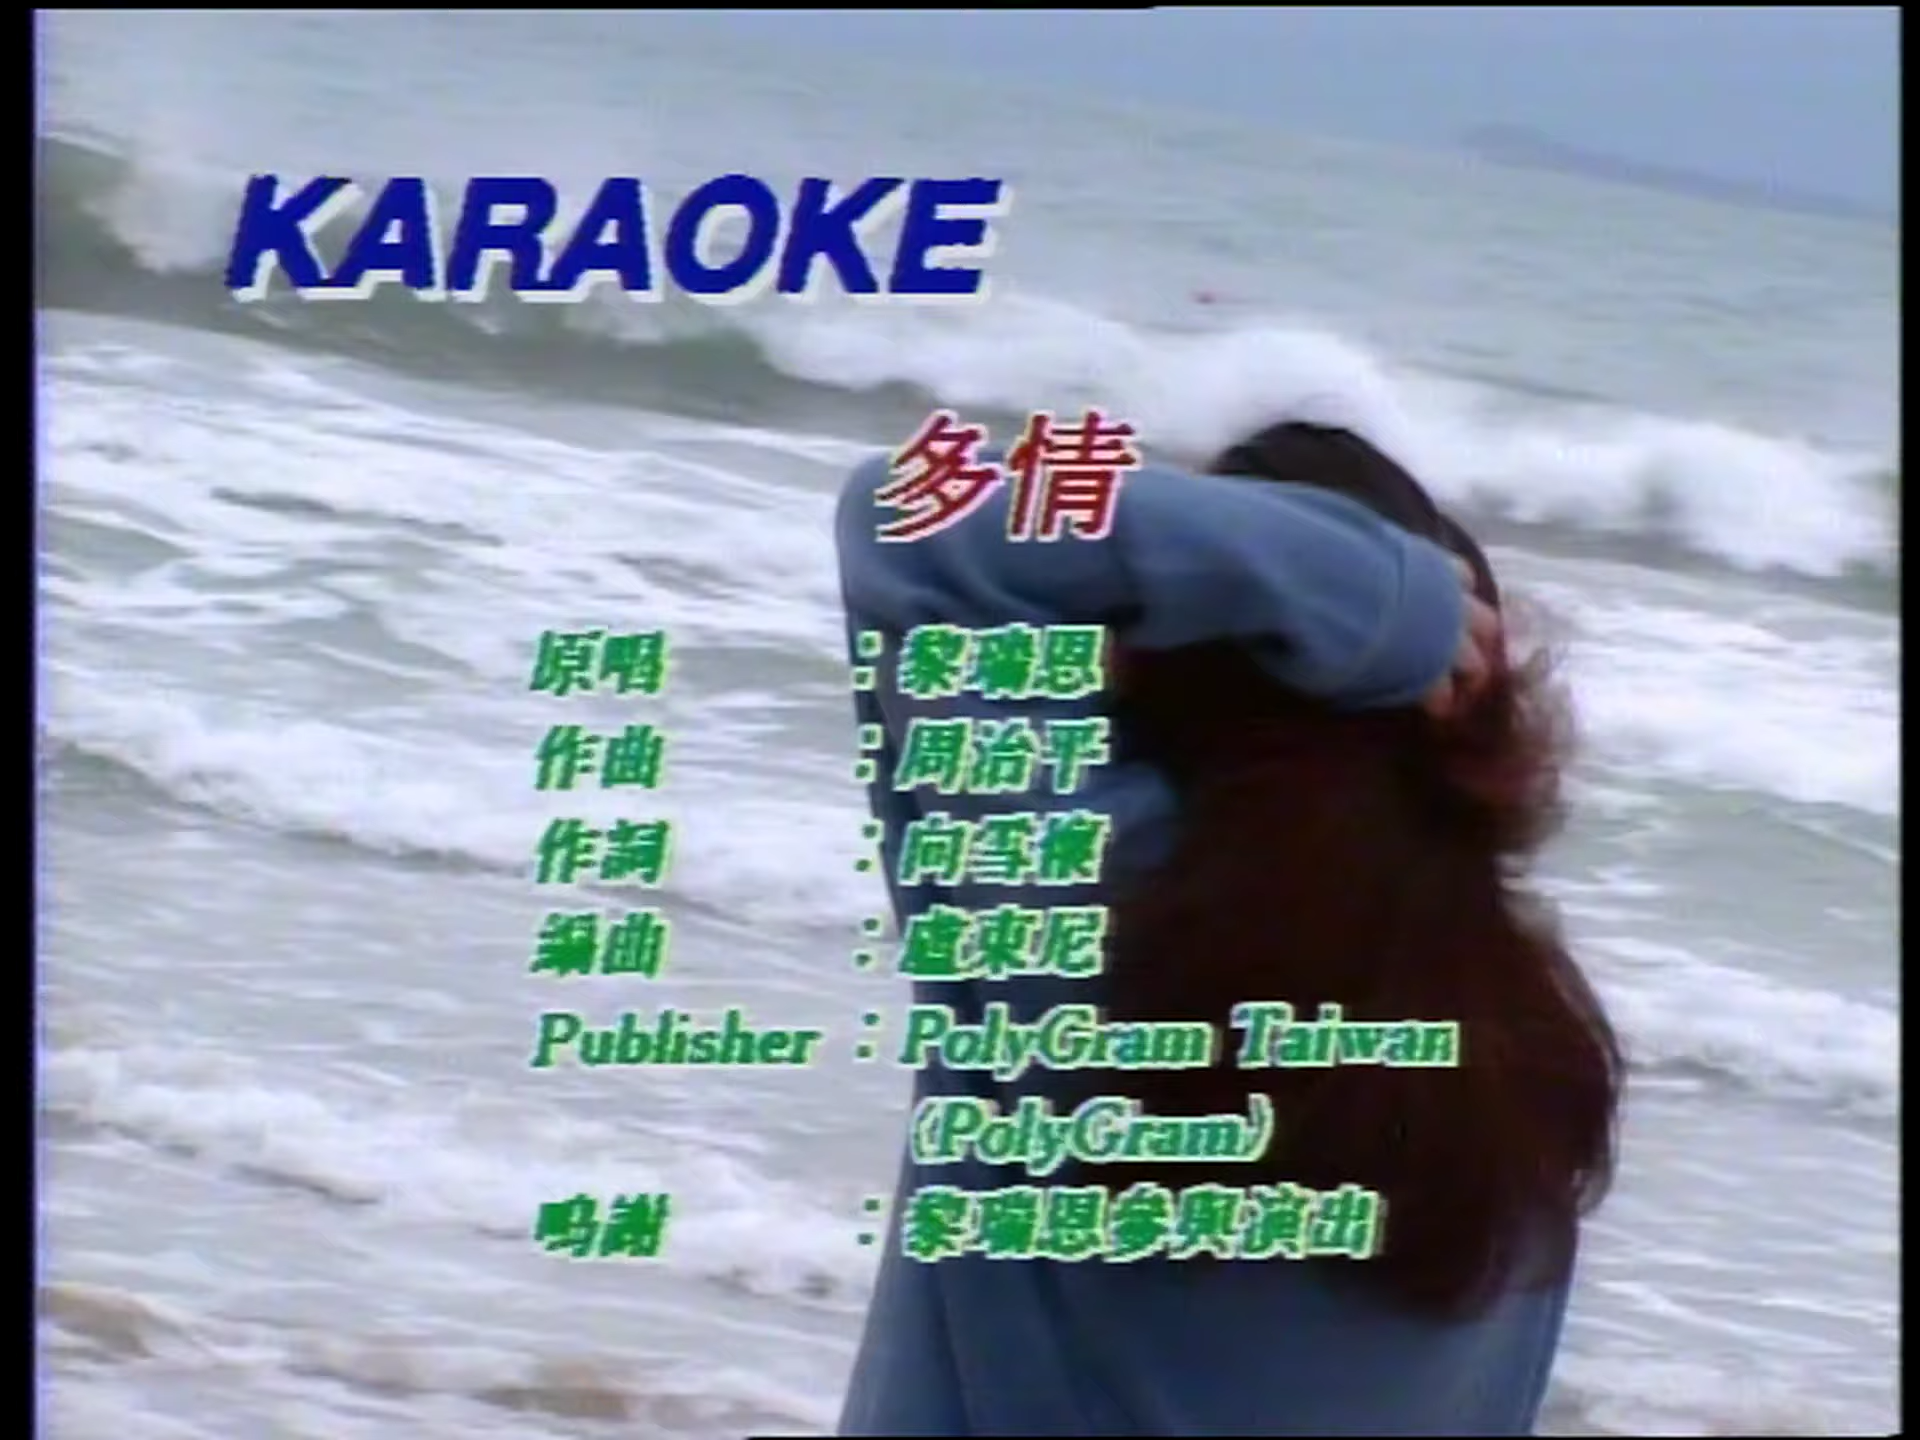 KARAOKE
多情
原唱 : 黎瑞恩
作曲 : 周治平
作詞 : 向雪懷
編曲 : 盧東尼
Publisher : PolyGram Taiwan
(PolyGram)
鳴謝 : 黎瑞恩參與演出